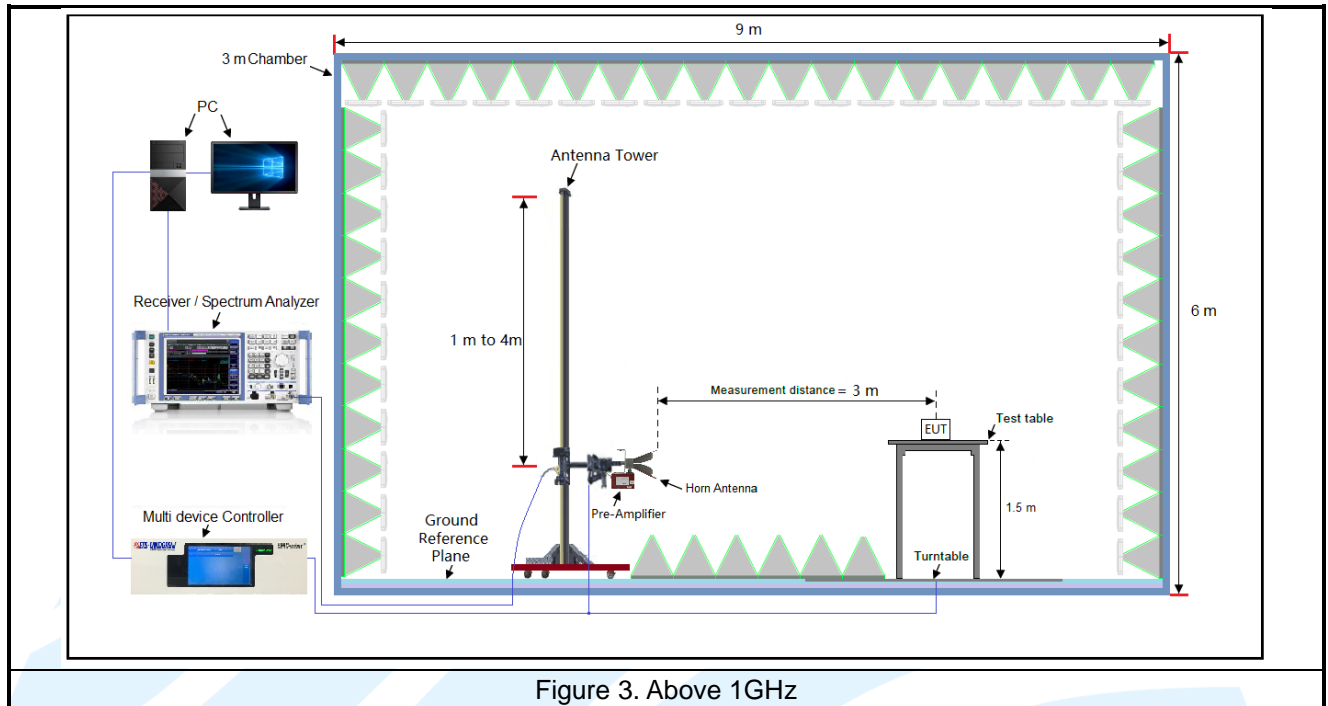 9 m
3 m Chamber
PC
Antenna Tower
Receiver / Spectrum Analyzer
1 m to 4m
6 m
Measurement distance = 3 m
EUT
Test table
Horn Antenna
Pre-Amplifier
1.5 m
Multi device Controller
Ground
Reference
Plane
Turntable
Figure 3. Above 1GHz